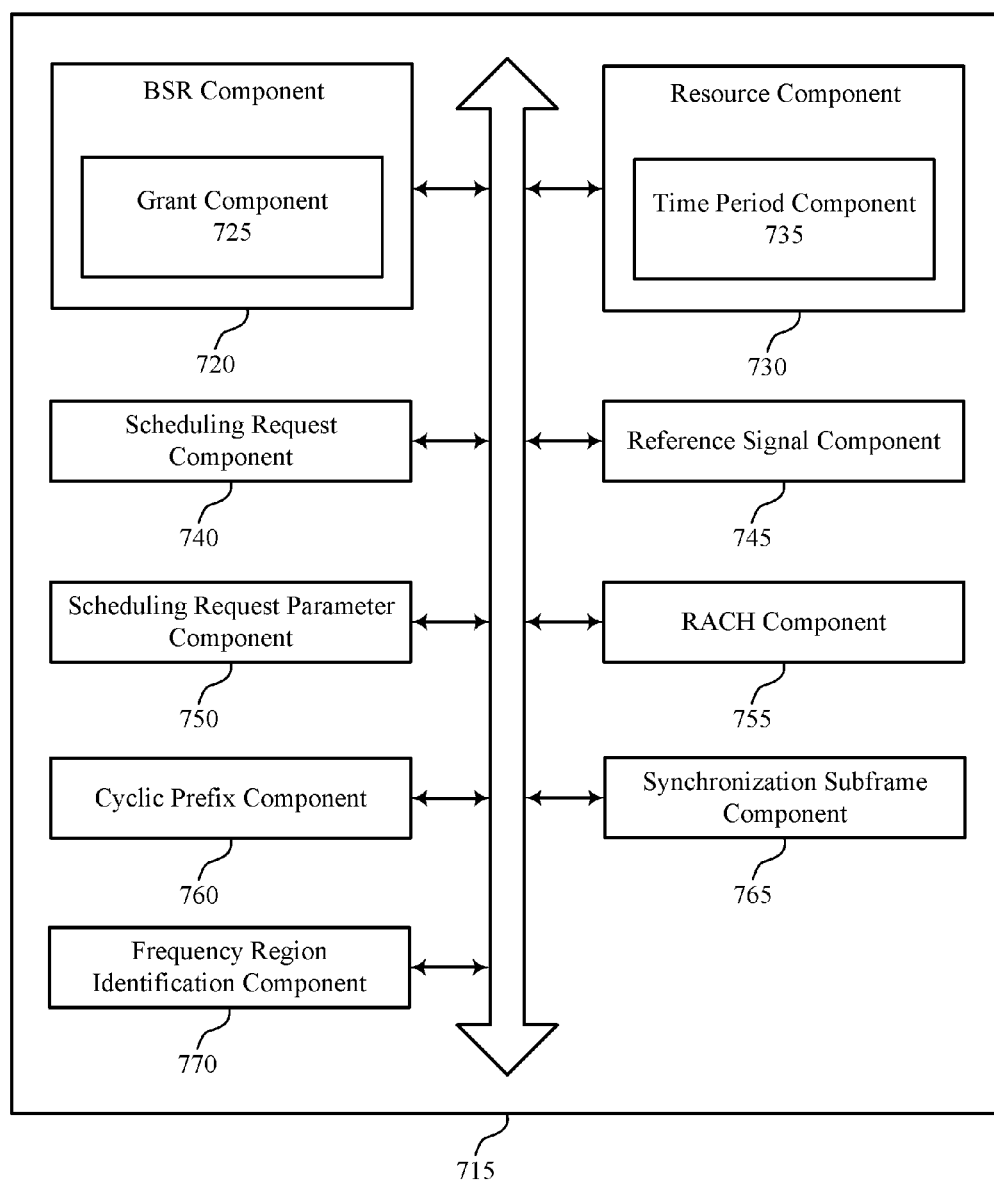 BSR Component
Grant Component
725
720
Resource Component
Time Period Component
735
730
Scheduling Request
Component
740
Reference Signal Component
745
Scheduling Request Parameter
Component
750
RACH Component
755
Cyclic Prefix Component
760
Synchronization Subframe
Component
765
Frequency Region
Identification Component
770
715